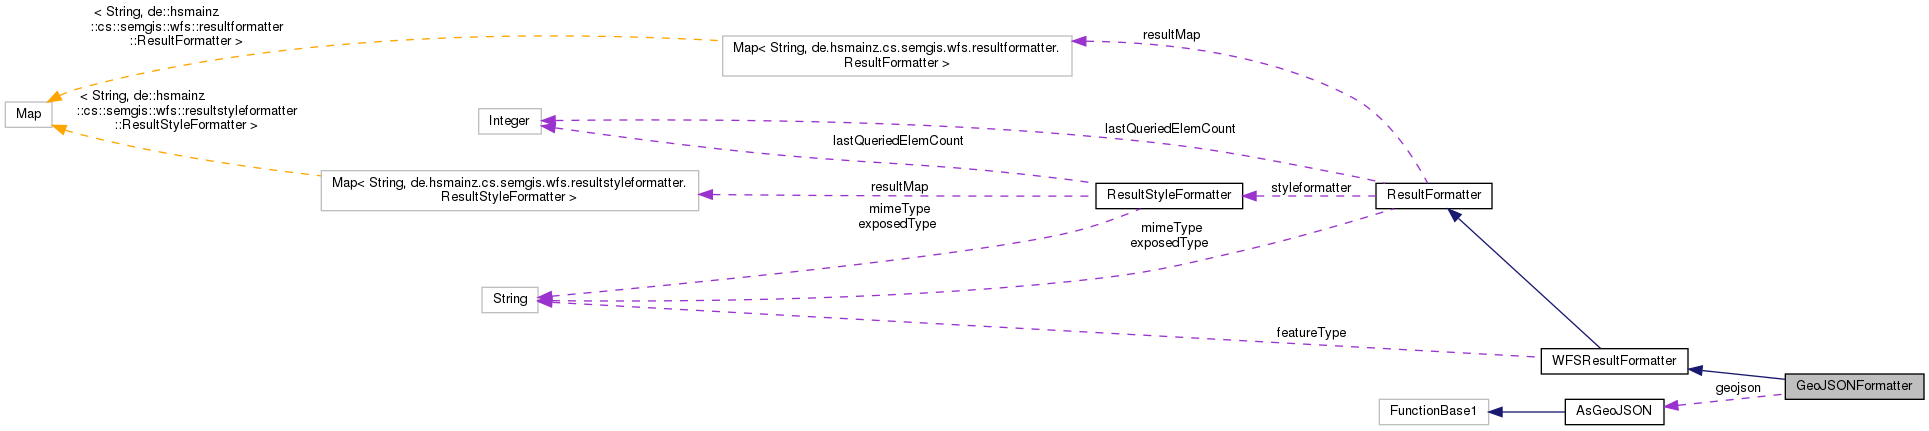 < String, de::hsmainz
::cs::semgis::wfs::resultformatter
::ResultFormatter >
Map< String, de.hsmainz.cs.semgis.wfs.resultformatter.
ResultFormatter >
resultMap
Map
< String, de::hsmainz
::cs::semgis::wfs::resultstyleformatter
::ResultStyleFormatter >
Integer
lastQueriedElemCount
lastQueriedElemCount
Map< String, de.hsmainz.cs.semgis.wfs.resultstyleformatter.
ResultStyleFormatter >
resultMap
mimeType
exposedType
ResultStyleFormatter
styleformatter
ResultFormatter
mimeType
exposedType
String
featureType
WFSResultFormatter
geojson
GeoJSONFormatter
FunctionBase1
AsGeoJSON